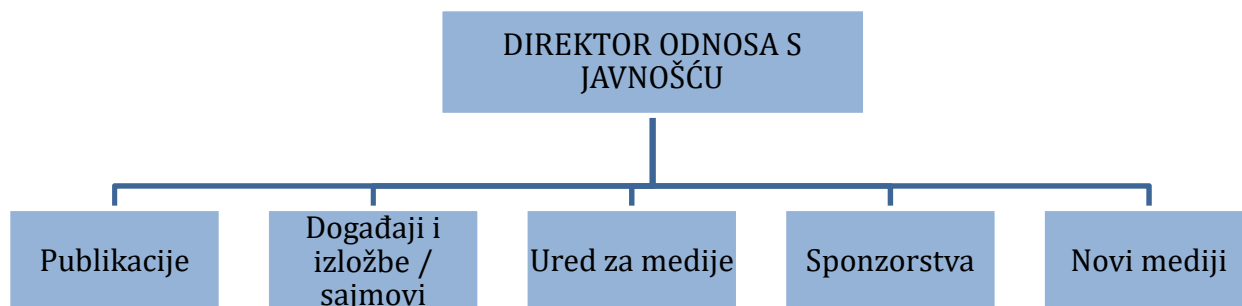 DIREKTOR ODNOSA S
JAVNOŠĆU
Publikacije
Događaji i
izložbe /
sajmovi
Ured za medije
Sponzorstva
Novi mediji